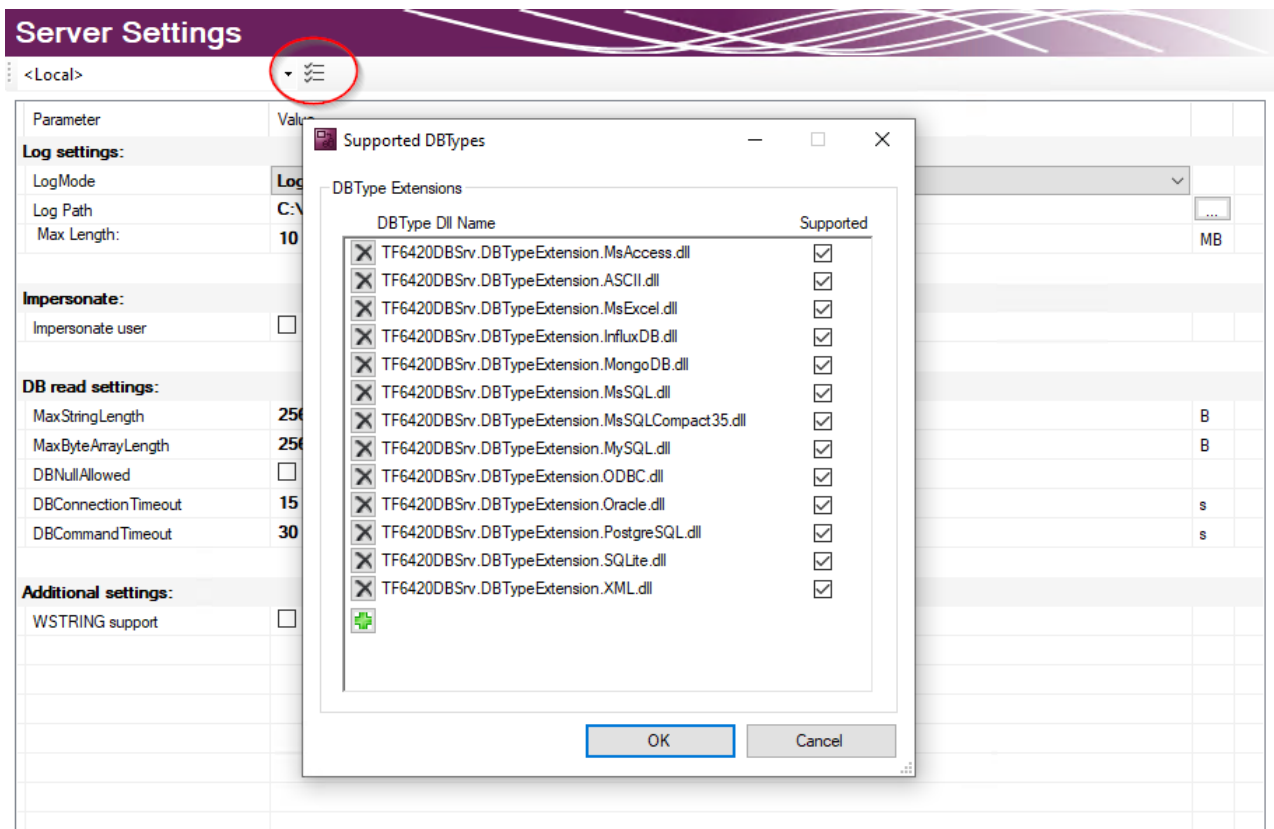 Server Settings
<Local>
Parameter
Log settings:
LogMode
Log Path
Max Length: 10 MB
Impersonate:
Impersonate user
DB read settings:
MaxStringLength 256 B
MaxByteArrayLength 256 B
DBNullAllowed
DBConnectionTimeout 15 s
DBCommandTimeout 30 s
Additional settings:
WSTRING support
Supported DBTypes
DBType Extensions
DBType Dll Name Supported
TF6420DBSrv.DBTypeExtension.MsAccess.dll
TF6420DBSrv.DBTypeExtension.ASCII.dll
TF6420DBSrv.DBTypeExtension.MsExcel.dll
TF6420DBSrv.DBTypeExtension.InfluxDB.dll
TF6420DBSrv.DBTypeExtension.MongoDB.dll
TF6420DBSrv.DBTypeExtension.MsSQL.dll
TF6420DBSrv.DBTypeExtension.MsSQLCompact35.dll
TF6420DBSrv.DBTypeExtension.MySQL.dll
TF6420DBSrv.DBTypeExtension.ODBC.dll
TF6420DBSrv.DBTypeExtension.Oracle.dll
TF6420DBSrv.DBTypeExtension.PostgreSQL.dll
TF6420DBSrv.DBTypeExtension.SQLite.dll
TF6420DBSrv.DBTypeExtension.XML.dll
OK Cancel